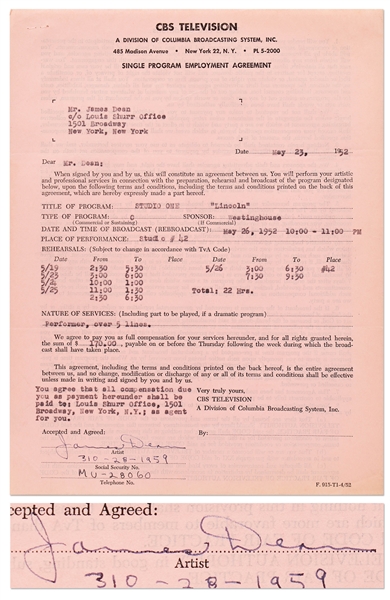 CBS TELEVISION
A DIVISION OF COLUMBIA BROADCASTING SYSTEM, INC.
485 Madison Avenue • New York 22, N. Y. • PL 5-2000
SINGLE PROGRAM EMPLOYMENT AGREEMENT
Mr. James Dean
c/o Louis Shurr Office
1501 Broadway
New York, New York
Date May 23, 1952
Dear Mr. Dean;
When signed by you and by us, this will constitute an agreement between us. You will perform your artistic
and professional services in connection with the preparation, rehearsal and broadcast of the program designated
below, upon the following terms and conditions, including the terms and conditions printed on the back of this
agreement, which are hereby expressly made a part hereof.
TITLE OF PROGRAM: STUDIO ONE "Lincoln"
TYPE OF PROGRAM: C SPONSOR: Westinghouse
(Commercial or Sustaining) (If Commercial)
DATE AND TIME OF BROADCAST (REBROADCAST): May 26, 1952 10:00 - 11:00 PM
PLACE OF PERFORMANCE: Studio # 42
REHEARSALS: (Subject to change in accordance with TvA Code)
Date From To Place Date From To Place
5/19 2:30 5:30 5/26 3:00 6:30 #42
5/23 3:00 6:00 7:30 9:30
5/24 10:00 1:00
5/25 11:00 1:30 Total: 22 Hrs.
2:30 6:30
NATURE OF SERVICES: (Including part to be played, if a dramatic program)
Performer, over 5 lines.
We agree to pay you as full compensation for your services hereunder, and for all rights granted herein,
the sum of $ 170.00, payable on or before the Thursday following the week during which the broad-
cast shall have taken place.
This agreement, including the terms and conditions printed on the back hereof, is the entire agreement
between us, and no change, modification or discharge of any or all of its terms and conditions shall be effective
unless made in writing and signed by you and by us.
You agree that all compensation due
you as payment hereunder shall be
paid to: Louis Shurr Office, 1501
Broadway, New York, N.Y.; as agent
for you.
Very truly yours,
CBS TELEVISION
A Division of Columbia Broadcasting System, Inc.
Accepted and Agreed: By:
James Dean
Artist
310-28-1959
Social Security No.
MU-28060
Telephone No.
F. 015-T1-4/52
cepted and Agreed:
James Dean
Artist
310-28-1959